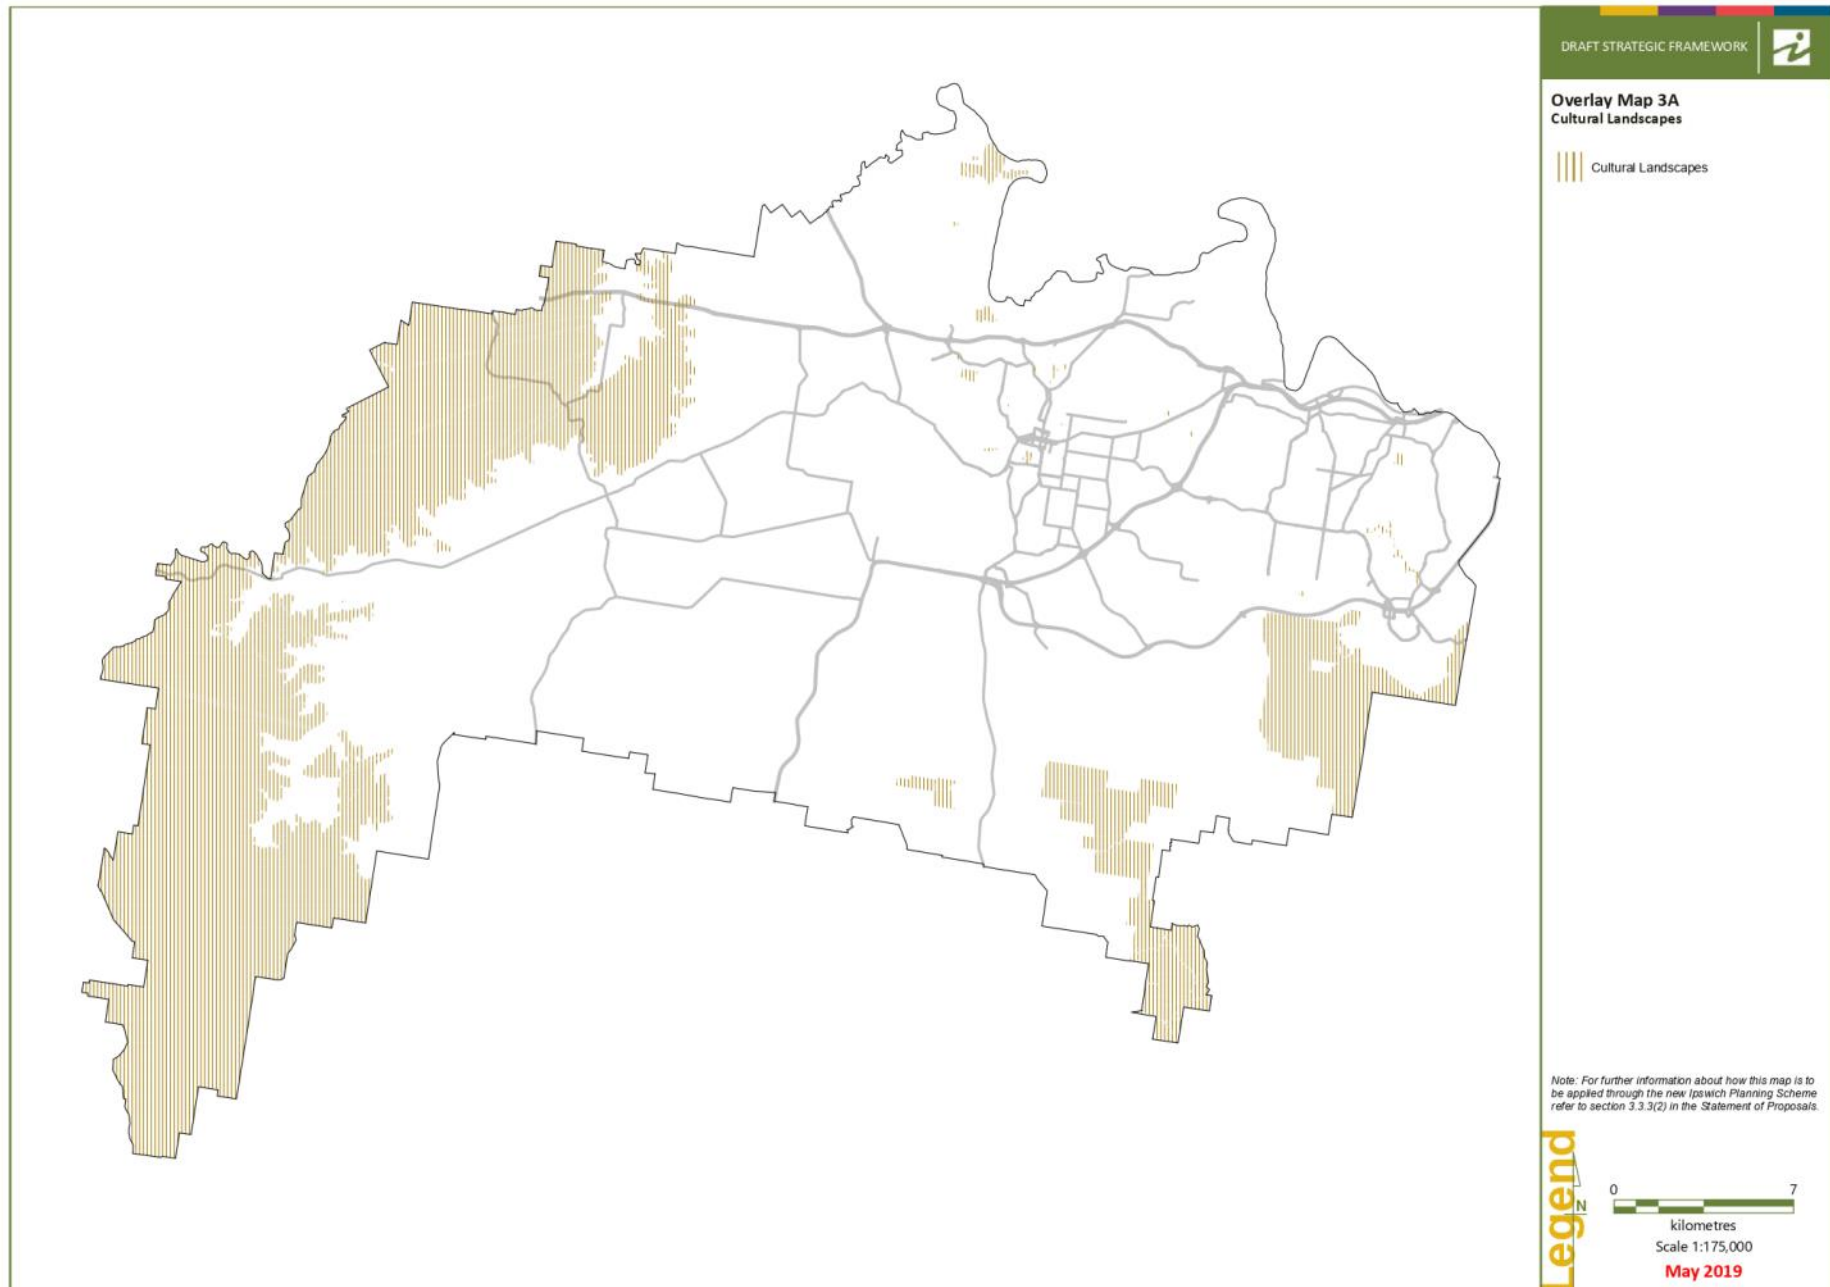 DRAFT STRATEGIC FRAMEWORK
Overlay Map 3A
Cultural Landscapes
Cultural Landscapes
Note: For further information about how this map is to
be applied through the new Ipswich Planning Scheme
refer to section 3.3.3(2) in the Statement of Proposals.
Legend
N
0 7
kilometres
Scale 1:175,000
May 2019